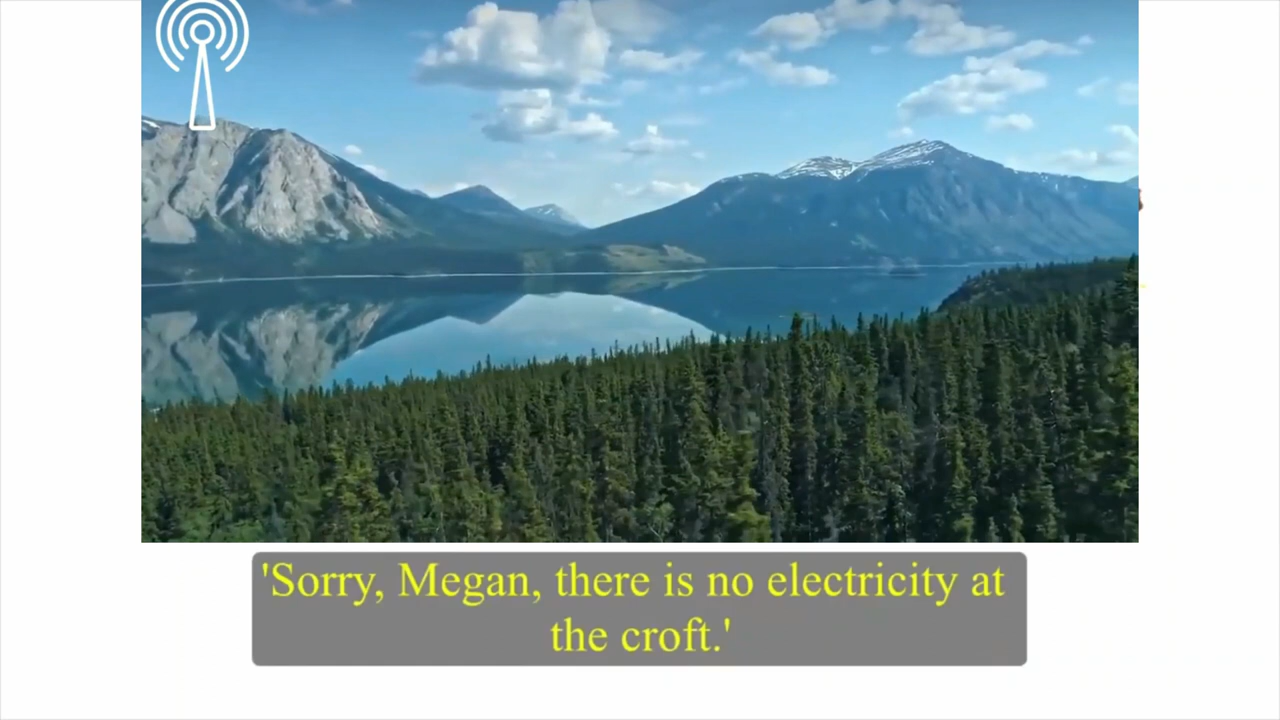 'Sorry, Megan, there is no electricity at
the croft.'